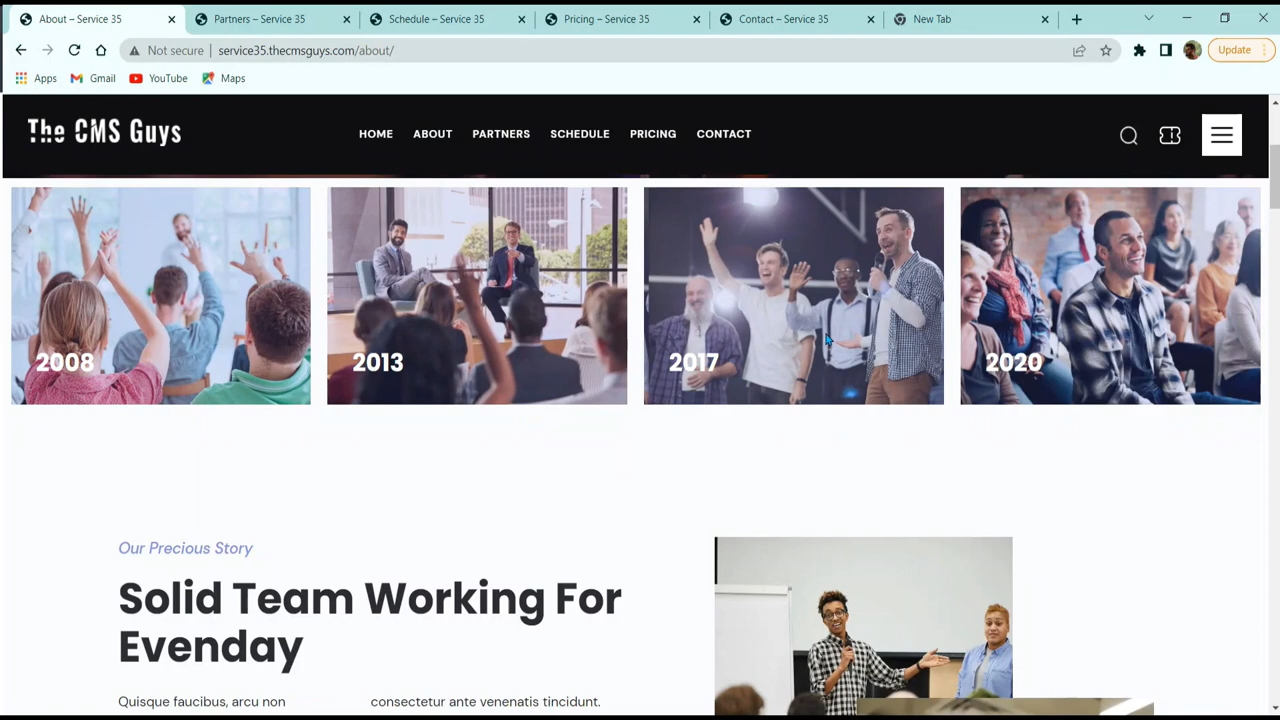 About – Service 35
Partners – Service 35
Schedule – Service 35
Pricing – Service 35
Contact – Service 35
New Tab
Not secure
service35.thecmsguys.com/about/
Update
Apps
Gmail
YouTube
Maps
The CMS Guys
HOME
ABOUT
PARTNERS
SCHEDULE
PRICING
CONTACT
2008
2013
2017
2020
Our Precious Story
Solid Team Working For
Evenday
Quisque faucibus, arcu non
consectetur ante venenatis tincidunt.